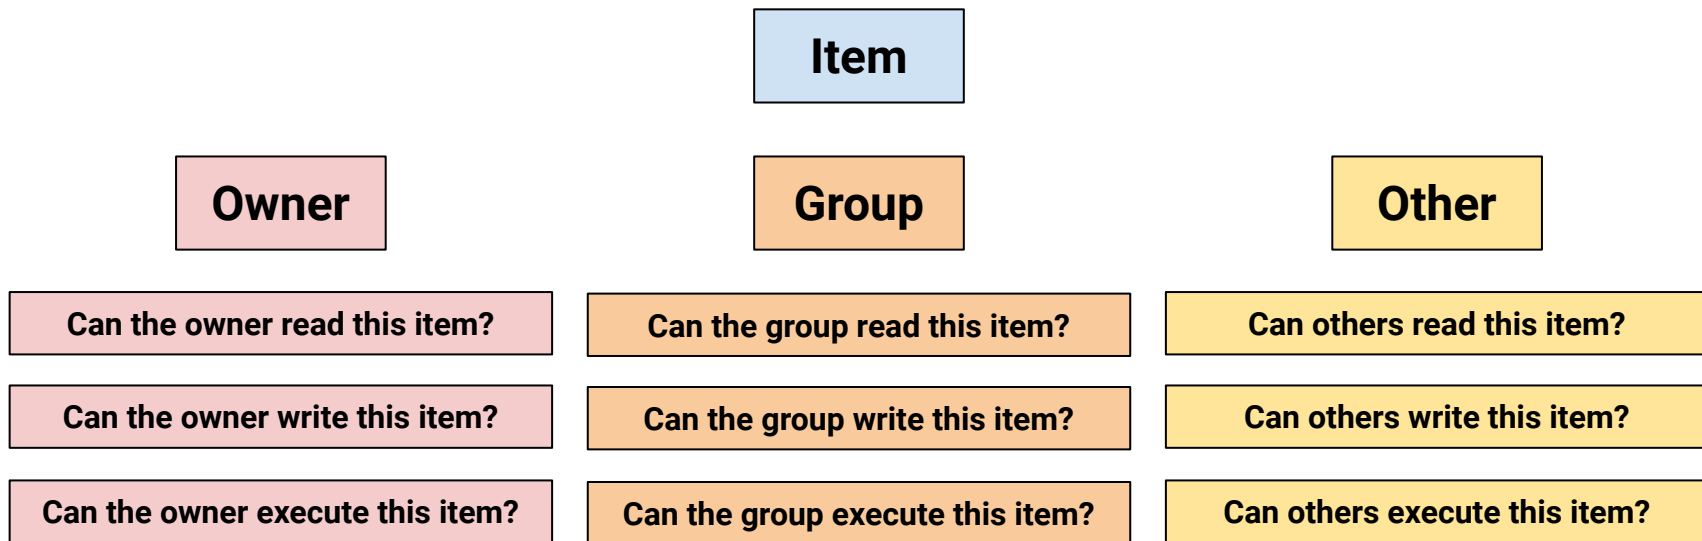 Item
Owner
Group
Other
Can the owner read this item?
Can the group read this item?
Can others read this item?
Can the owner write this item?
Can the group write this item?
Can others write this item?
Can the owner execute this item?
Can the group execute this item?
Can others execute this item?